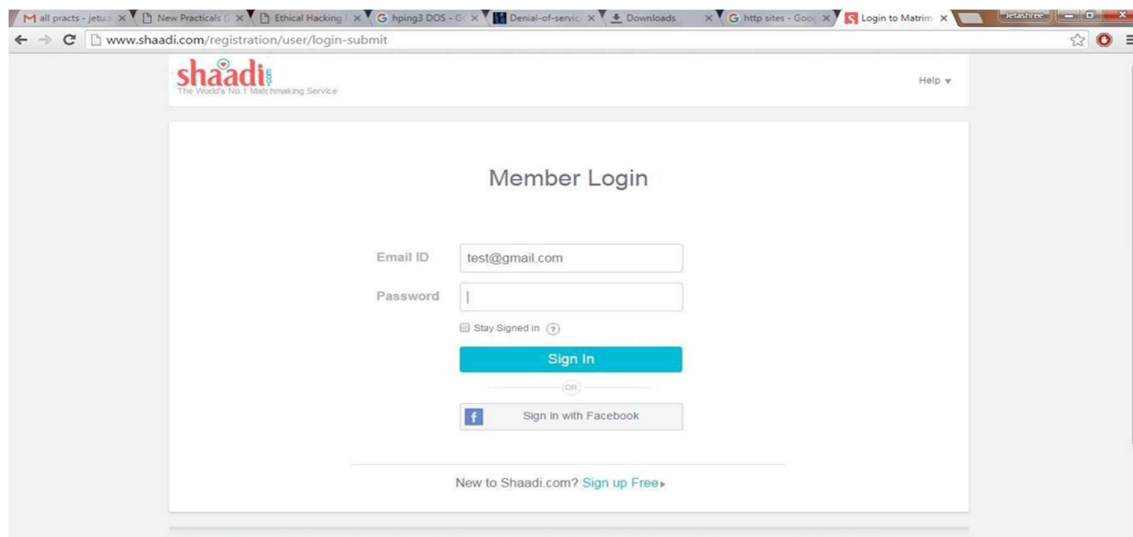 all practs - jetu.s New Practicals Ethical Hacking hping3 DOS - Go Denial-of-servic Downloads http sites - Goog Login to Matrim Jetashree
www.shaadi.com/registration/user/login-submit
shaadi.com
The World's No.1 Matchmaking Service
Help
Member Login
Email ID test@gmail.com
Password
Stay Signed in ?
Sign In
OR
f Sign in with Facebook
New to Shaadi.com? Sign up Free